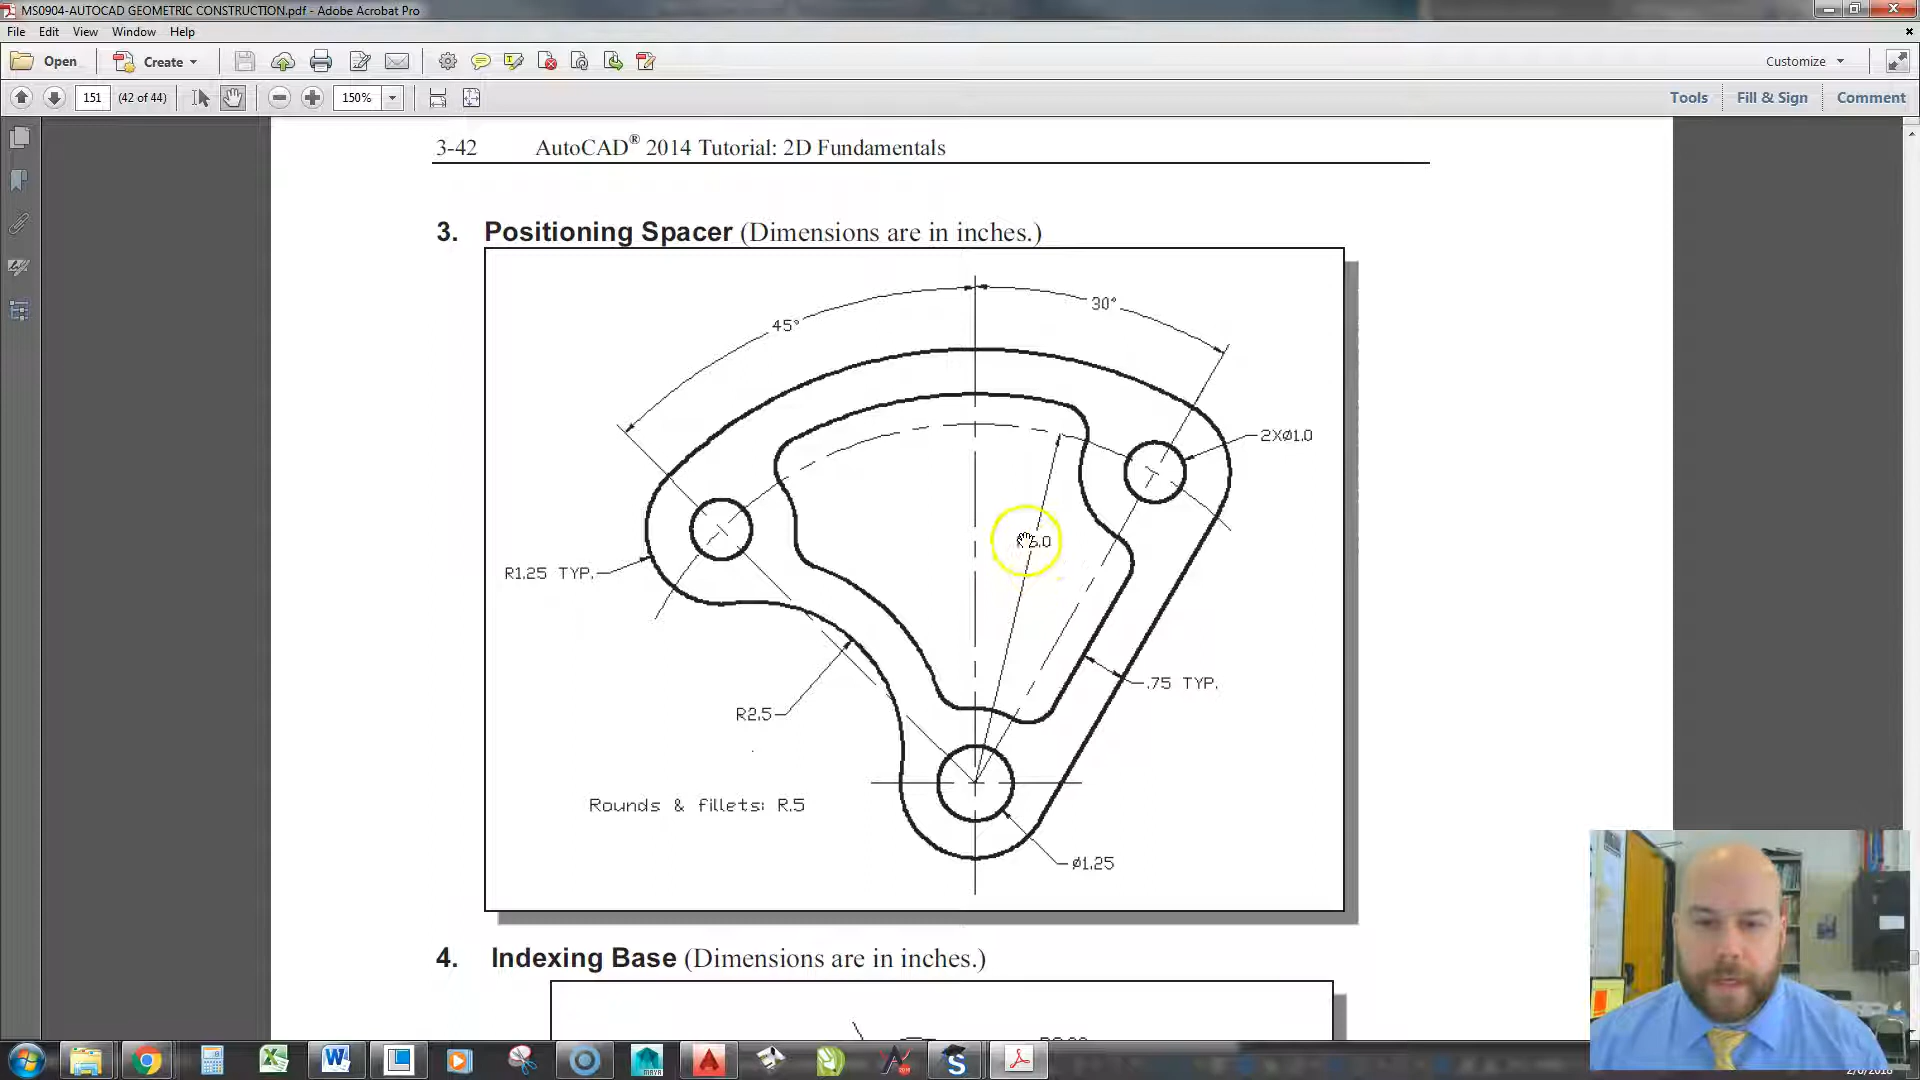 MS0904-AUTOCAD GEOMETRIC CONSTRUCTION.pdf - Adobe Acrobat Pro
File Edit View Window Help
Open Create Customize
151 (42 of 44) 150% Tools Fill & Sign Comment
3-42 AutoCAD® 2014 Tutorial: 2D Fundamentals
3. Positioning Spacer (Dimensions are in inches.)
30°
45°
2XØ1.0
R1.25 TYP.
.75 TYP.
R2.5
Rounds & fillets: R.5
Ø1.25
4. Indexing Base (Dimensions are in inches.)